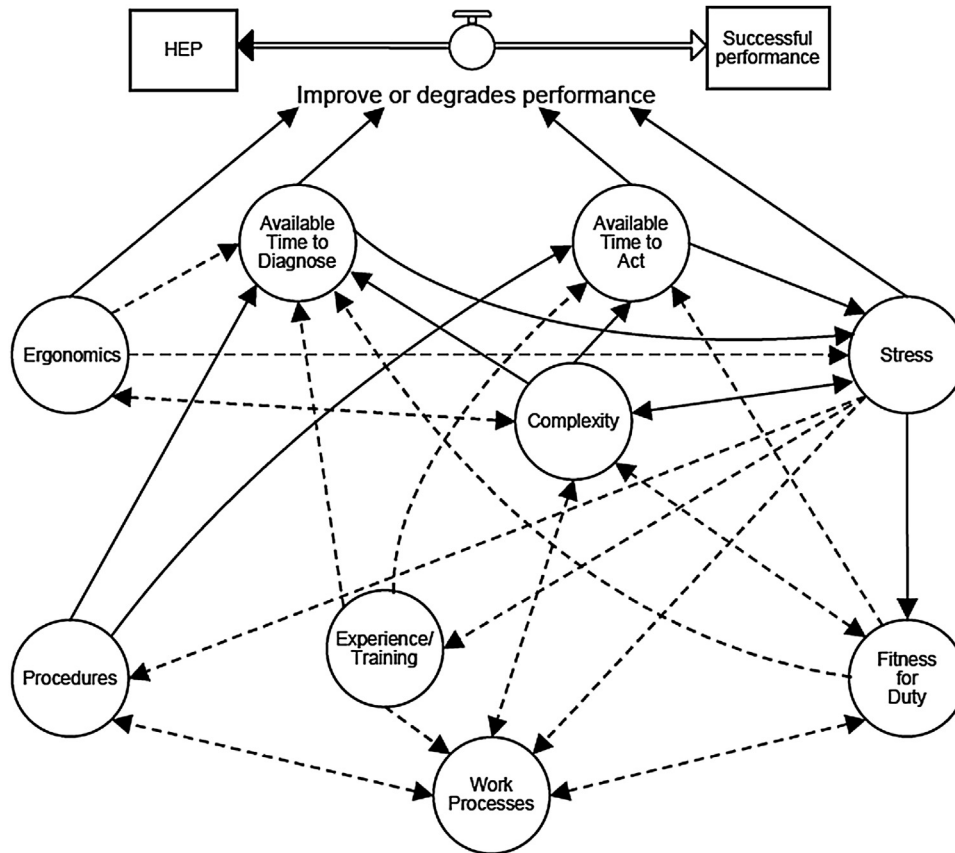 HEP
Successful
performance
Improve or degrades performance
Available
Time to
Diagnose
Available
Time to
Act
Ergonomics
Stress
Complexity
Experience/
Training
Procedures
Fitness
for
Duty
Work
Processes